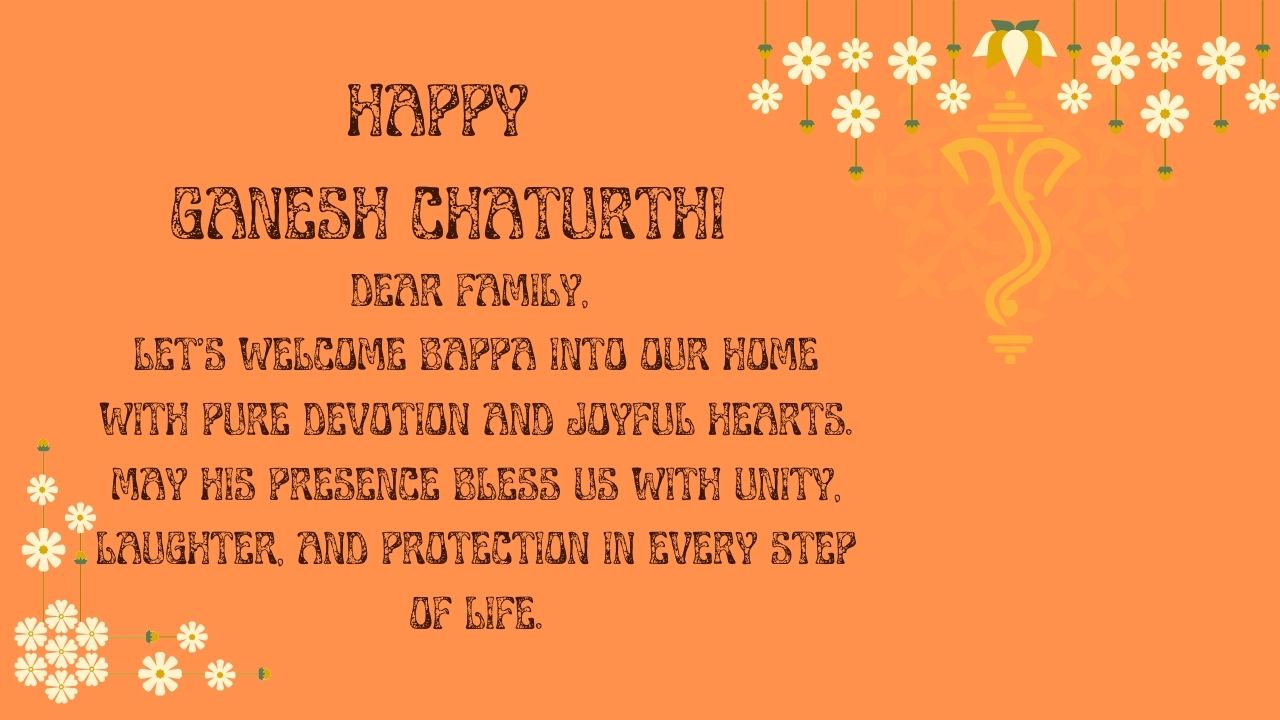 HAPPY
GANESH CHATURTHI
DEAR FAMILY,
LET'S WELCOME BAPPA INTO OUR HOME
WITH PURE DEVOTION AND JOYFUL HEARTS.
MAY HIS PRESENCE BLESS US WITH UNITY,
LAUGHTER, AND PROTECTION IN EVERY STEP
OF LIFE.